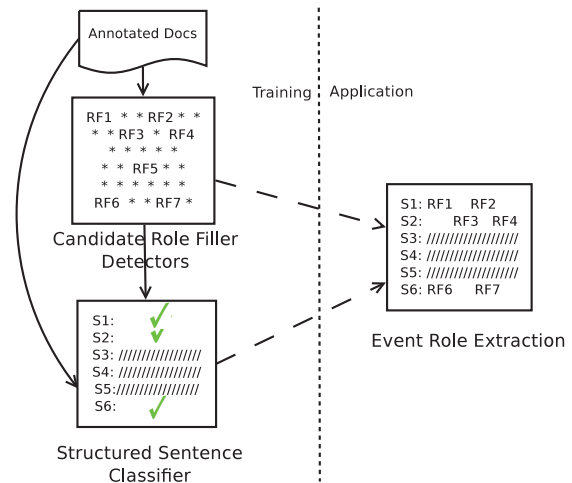 Annotated Docs
Training
Application
RF1 * * RF2 * *
* * RF3 * RF4
* * * * *
* * RF5 * *
* * * * * *
RF6 * * RF7 *
Candidate Role Filler
Detectors
S1:
S2:
S3: //////////////////
S4: //////////////////
S5://////////////////
S6:
Structured Sentence
Classifier
S1: RF1 RF2
S2: RF3 RF4
S3: ////////////////////
S4: ////////////////////
S5: ////////////////////
S6: RF6 RF7
Event Role Extraction